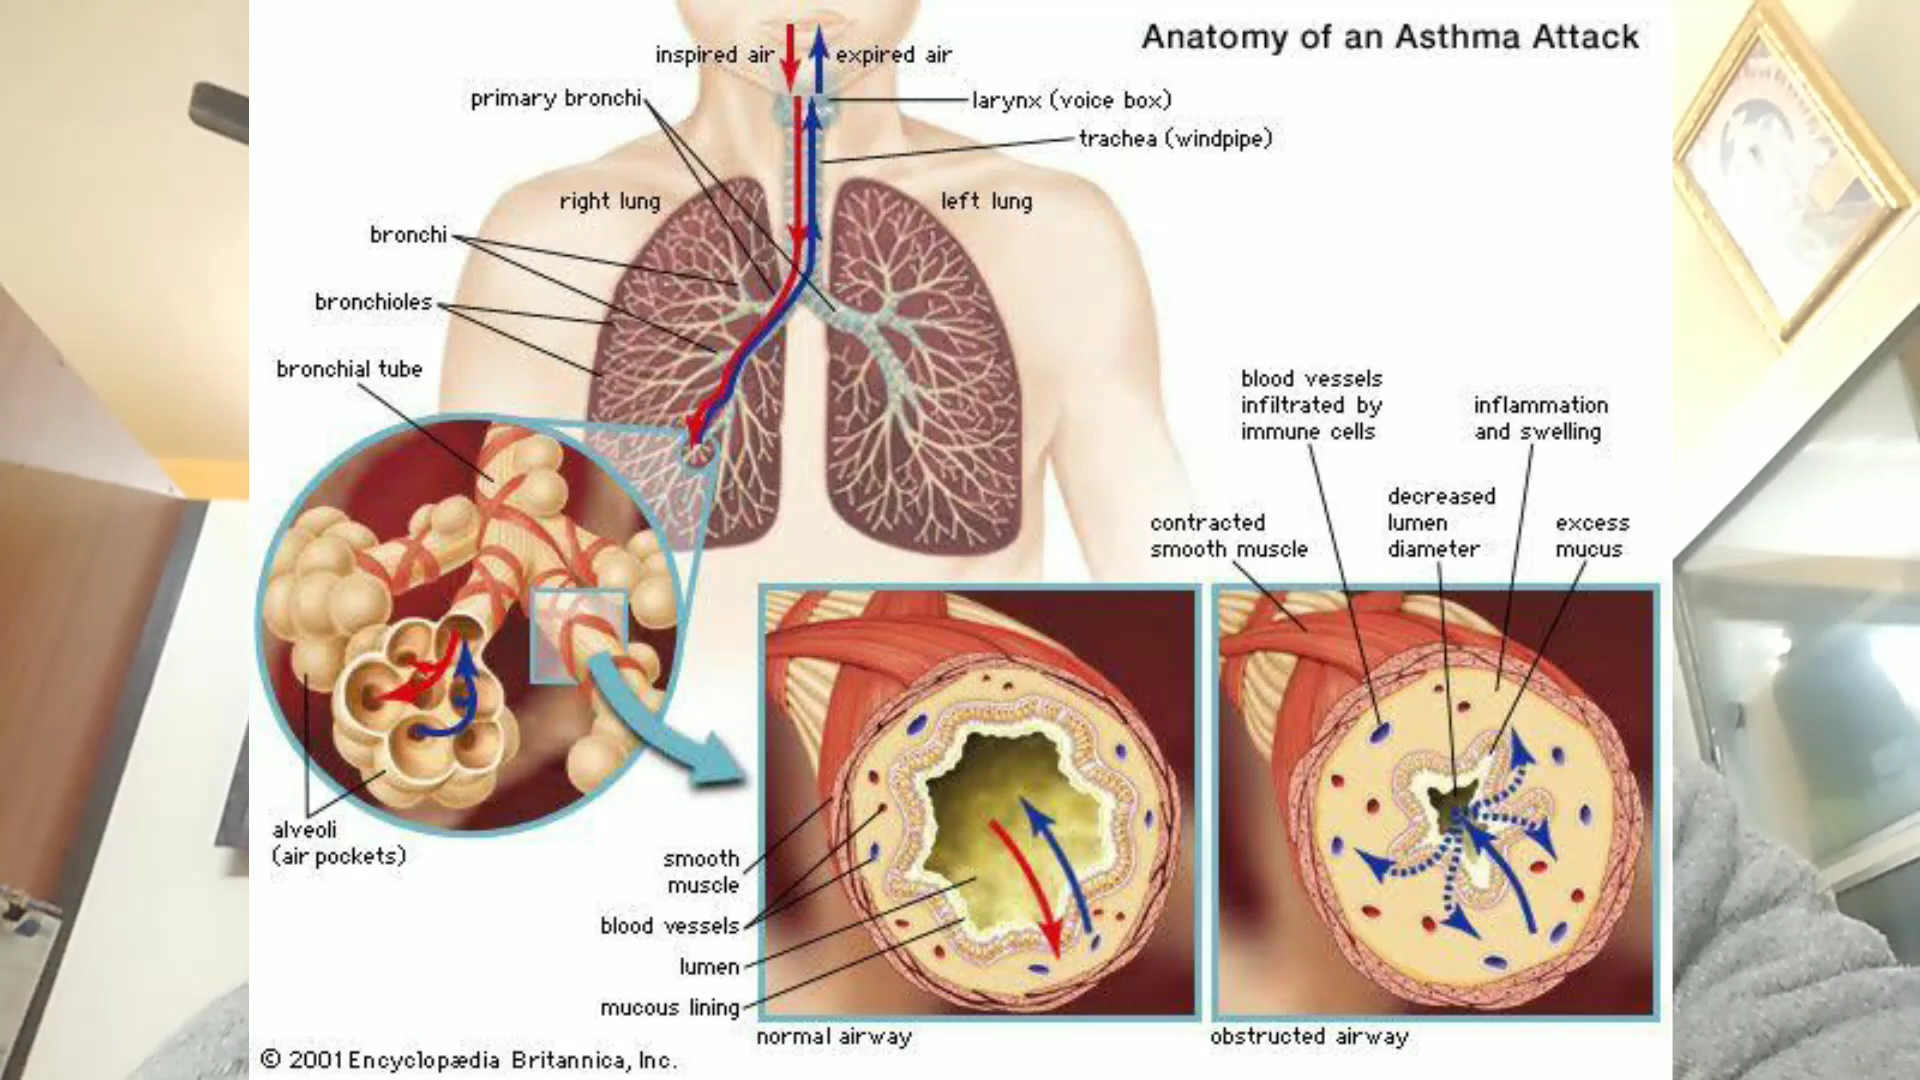 Anatomy of an Asthma Attack
inspired air
expired air
primary bronchi
larynx (voice box)
trachea (windpipe)
right lung
left lung
bronchi
bronchioles
bronchial tube
blood vessels
infiltrated by
immune cells
inflammation
and swelling
decreased
lumen
diameter
contracted
smooth muscle
excess
mucus
alveoli
(air pockets)
smooth
muscle
blood vessels
lumen
mucous lining
normal airway
obstructed airway
© 2001 Encyclopædia Britannica, Inc.